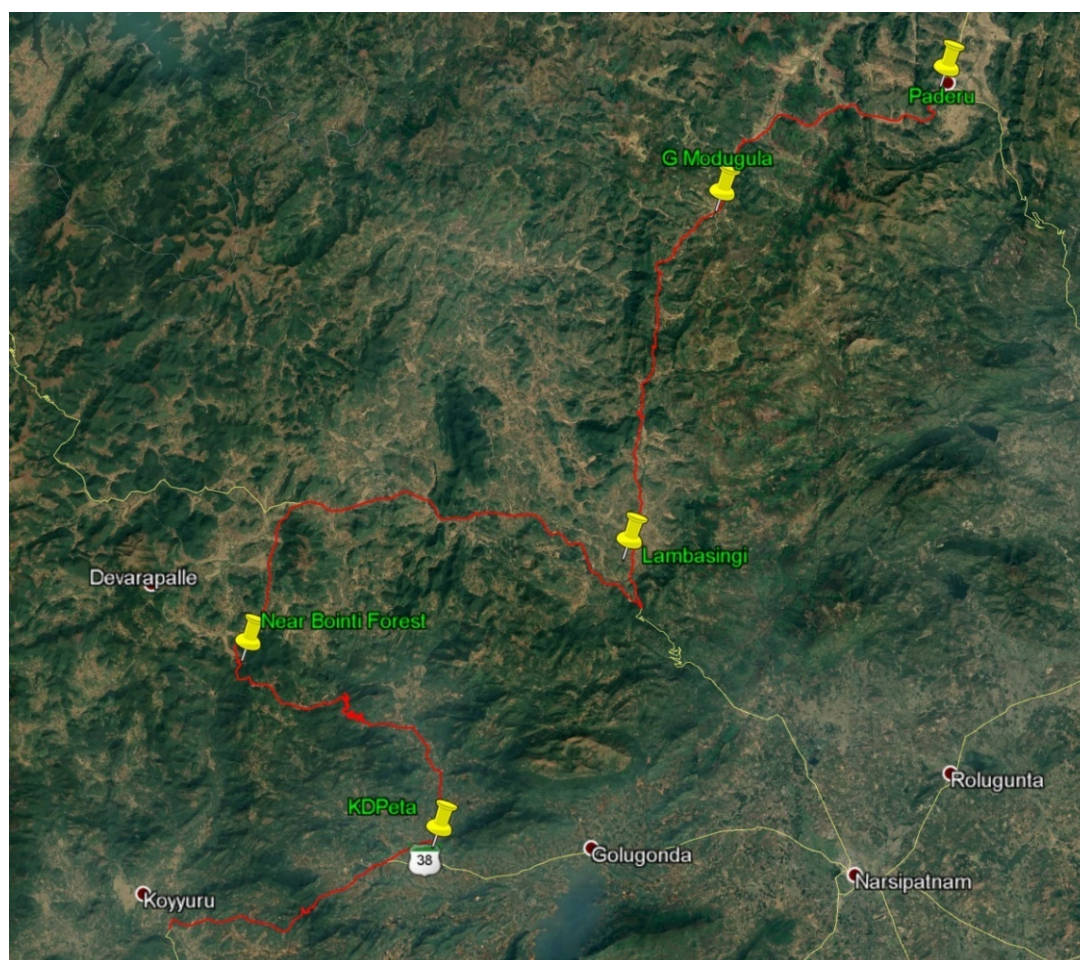 Paderu
G Modugula
Lambasingi
Devarapalle
Near Bointi Forest
Rolugunta
KDPeta
38
Golugonda
Narsipatnam
Koyyuru